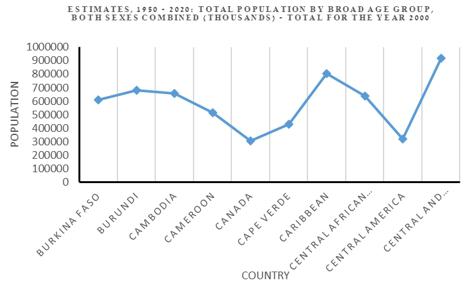 ESTIMATES, 1950 - 2020: TOTAL POPULATION BY BROAD AGE GROUP,
BOTH SEXES COMBINED (THOUSANDS) - TOTAL FOR THE YEAR 2000
1000000
900000
800000
700000
600000
500000
400000
300000
200000
100000
0
POPULATION
BURKINA FASO
BURUNDI
CAMBODIA
CAMEROON
CANADA
CAPE VERDE
CARIBBEAN
CENTRAL AFRICAN...
CENTRAL AMERICA
CENTRAL AND...
COUNTRY